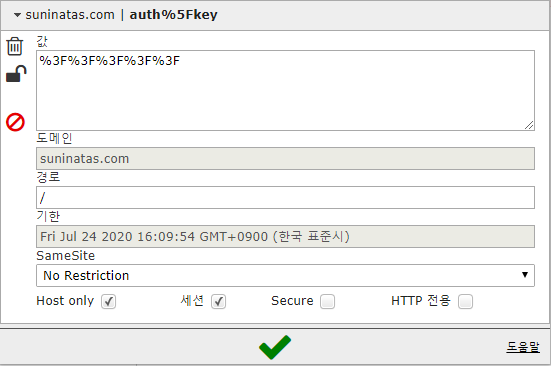 suninatas.com | auth%5Fkey
값
%3F%3F%3F%3F%3F
도메인
suninatas.com
경로
/
기한
Fri Jul 24 2020 16:09:54 GMT+0900 (한국 표준시)
SameSite
No Restriction
Host only 세션 Secure HTTP 전용
도움말